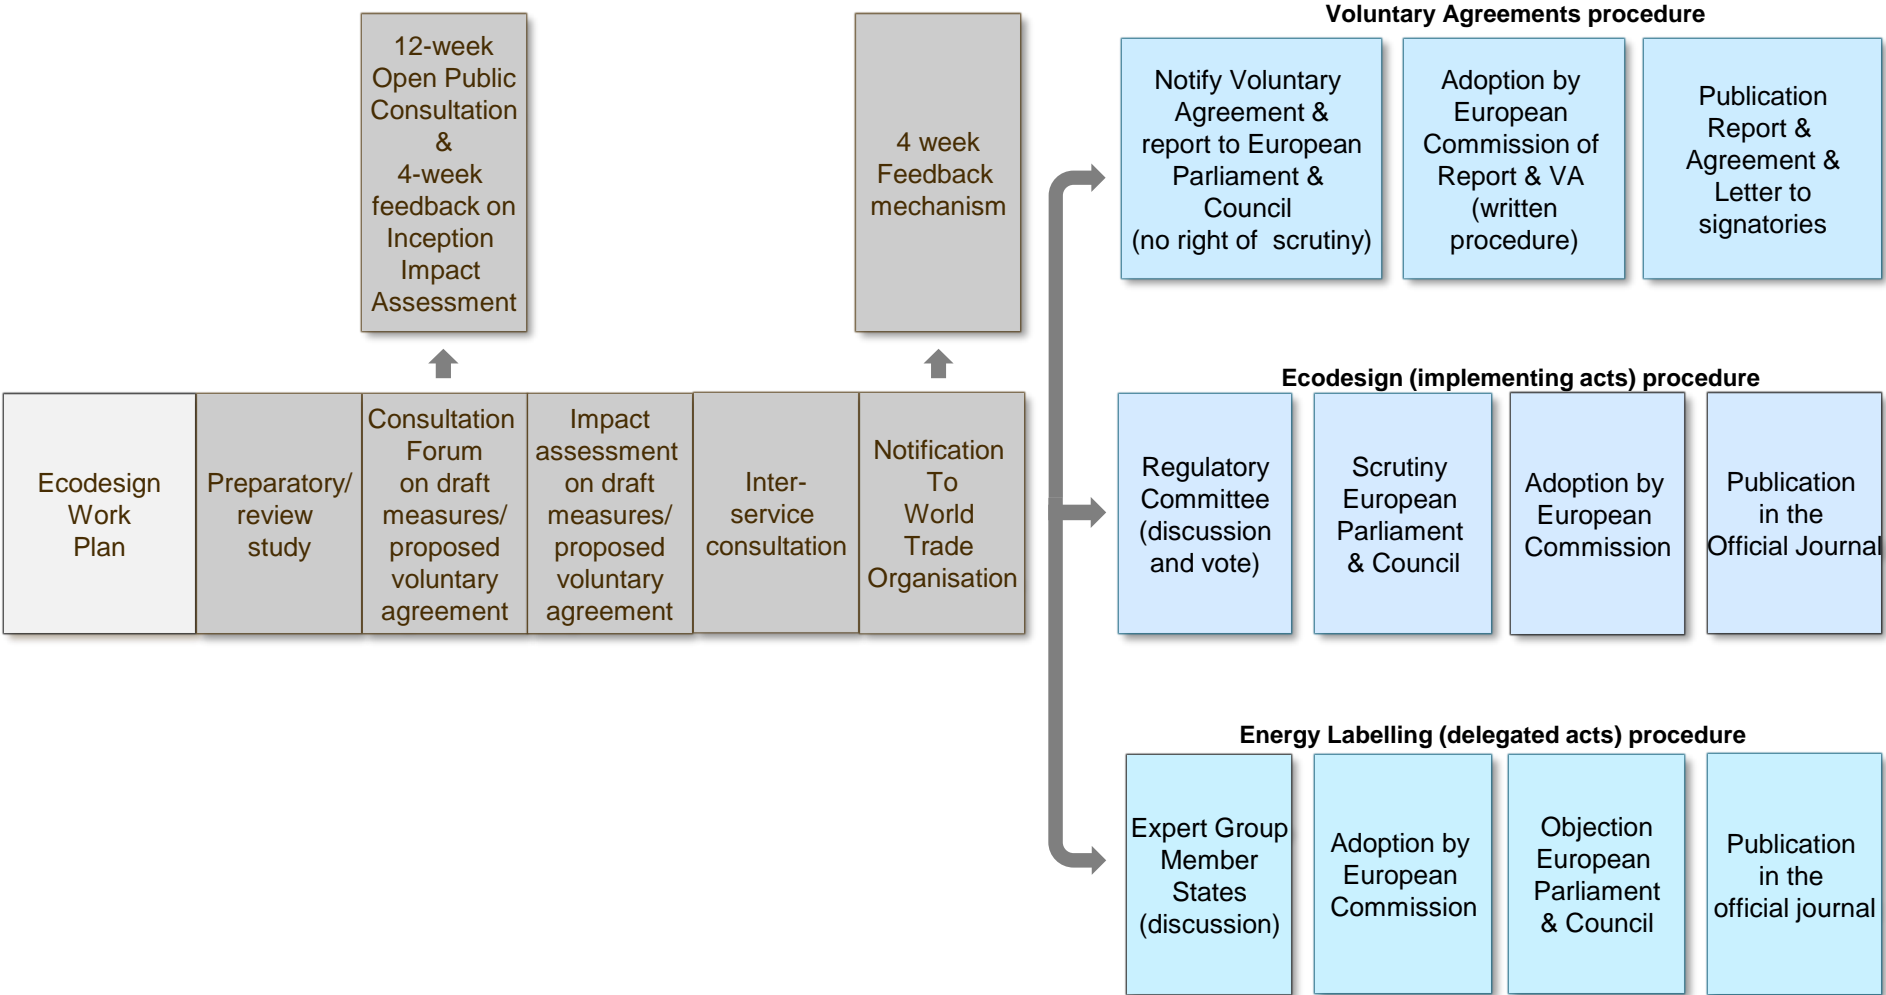 12-week
Open Public
Consultation
&
4-week
feedback on
Inception
Impact
Assessment
4 week
Feedback
mechanism
Ecodesign
Work
Plan
Preparatory/
review
study
Consultation
Forum
on draft
measures/
proposed
voluntary
agreement
Impact
assessment
on draft
measures/
proposed
voluntary
agreement
Inter-
service
consultation
Notification
To
World
Trade
Organisation
Voluntary Agreements procedure
Notify Voluntary
Agreement &
report to European
Parliament &
Council
(no right of scrutiny)
Adoption by
European
Commission of
Report & VA
(written
procedure)
Publication
Report &
Agreement &
Letter to
signatories
Ecodesign (implementing acts) procedure
Regulatory
Committee
(discussion
and vote)
Scrutiny
European
Parliament
& Council
Adoption by
European
Commission
Publication
in the
Official Journal
Energy Labelling (delegated acts) procedure
Expert Group
Member
States
(discussion)
Adoption by
European
Commission
Objection
European
Parliament
& Council
Publication
in the
official journal